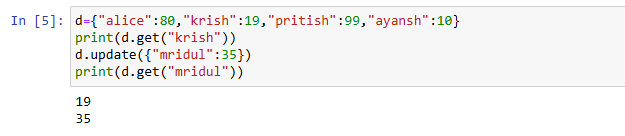 In [5]: d={"alice":80,"krish":19,"pritish":99,"ayansh":10}
print(d.get("krish"))
d.update({"mridul":35})
print(d.get("mridul"))
19
35